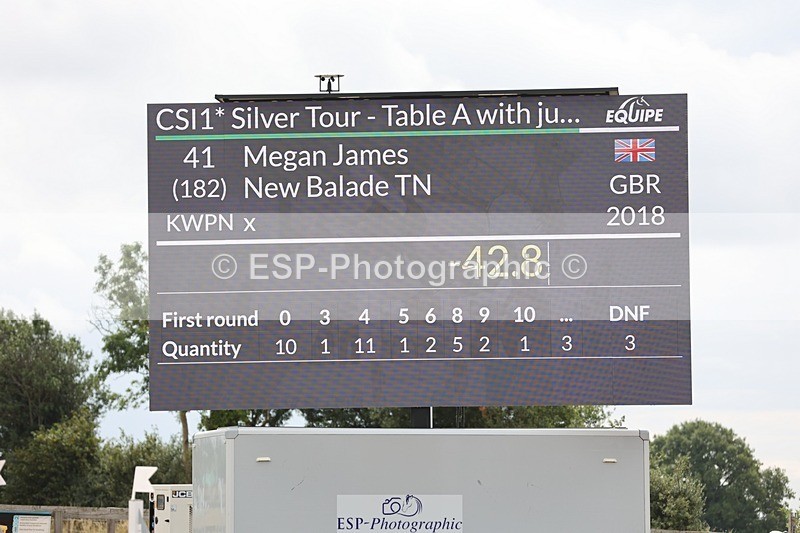 CSI1* Silver Tour - Table A with ju... EQUIPE
41 Megan James
(182) New Balade TN GBR
KWPN x 2018
-42.8
© ESP-Photographic ©
First round 0 3 4 5 6 8 9 10 ... DNF
Quantity 10 1 11 1 2 5 2 1 3 3
JCB
ESP-Photographic